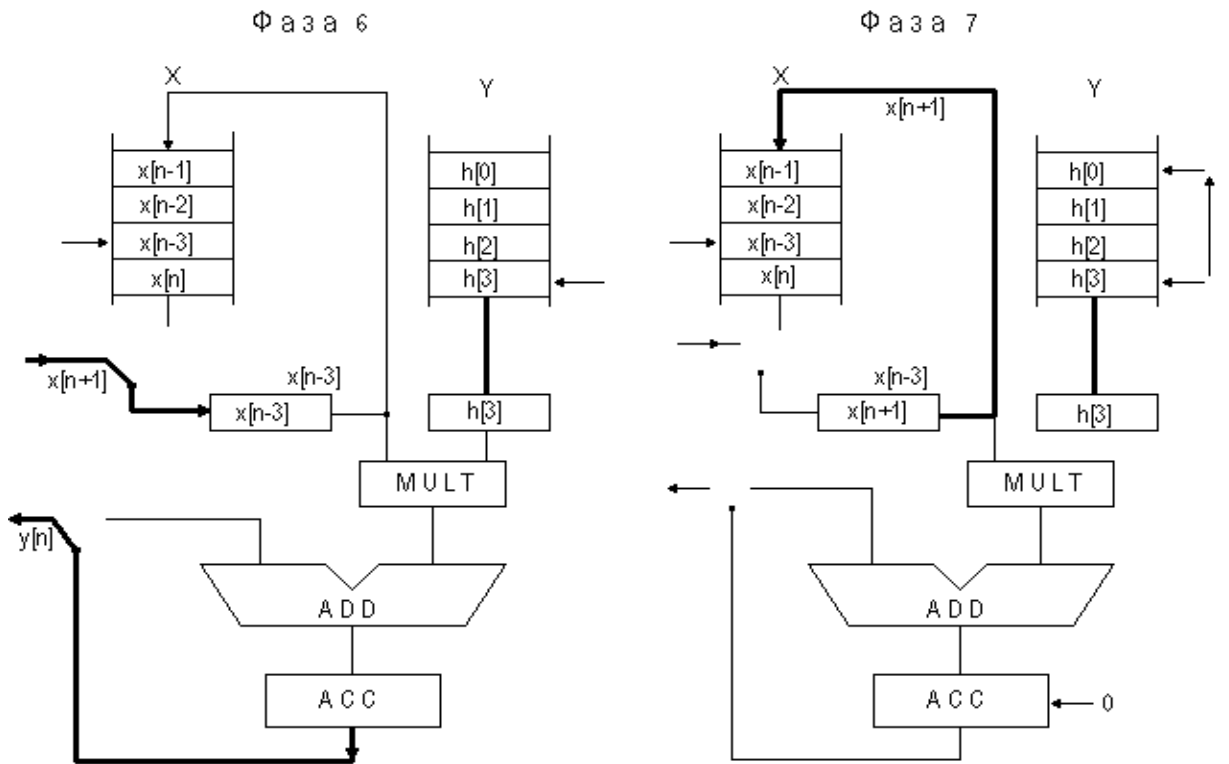 Фаза 6
X
Y
x[n-1]
x[n-2]
x[n-3]
x[n]
h[0]
h[1]
h[2]
h[3]
x[n+1]
x[n-3]
x[n-3]
h[3]
MULT
y[n]
ADD
ACC
Фаза 7
X
Y
x[n+1]
x[n-1]
x[n-2]
x[n-3]
x[n]
h[0]
h[1]
h[2]
h[3]
x[n-3]
x[n+1]
h[3]
MULT
ADD
ACC
0